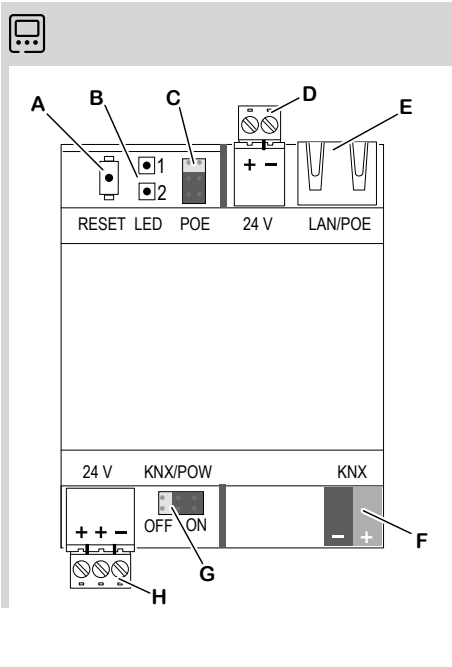 A B C D E
1
2
+ −
RESET LED POE 24 V LAN/POE
24 V KNX/POW KNX
+ + −
OFF ON
− +
F
G
H